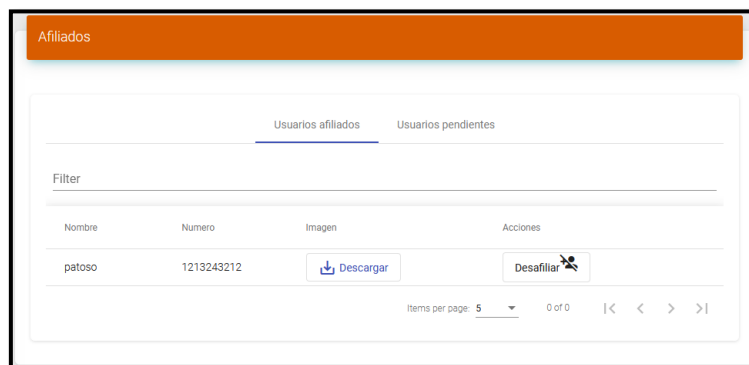 Afiliados
Usuarios afiliados Usuarios pendientes
Filter
Nombre Numero Imagen Acciones
patoso 1213243212 Descargar Desafiliar
Items per page: 5 0 of 0